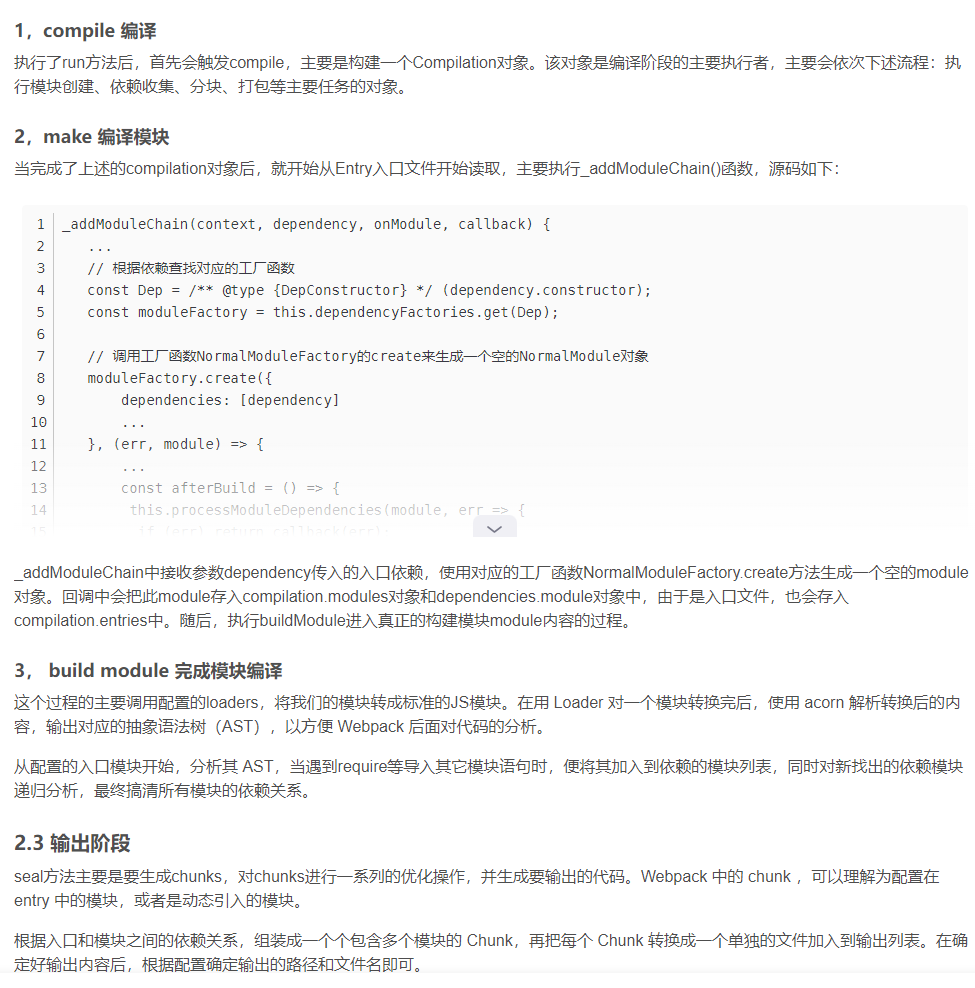 1，compile 编译
执行了run方法后，首先会触发compile，主要是构建一个Compilation对象。该对象是编译阶段的主要执行者，主要会依次下述流程：执
行模块创建、依赖收集、分块、打包等主要任务的对象。
2，make 编译模块
当完成了上述的compilation对象后，就开始从Entry入口文件开始读取，主要执行_addModuleChain()函数，源码如下：
1 _addModuleChain(context, dependency, onModule, callback) {
2 ...
3 // 根据依赖查找对应的工厂函数
4 const Dep = /** @type {DepConstructor} */ (dependency.constructor);
5 const moduleFactory = this.dependencyFactories.get(Dep);
6
7 // 调用工厂函数NormalModuleFactory的create来生成一个空的NormalModule对象
8 moduleFactory.create({
9 dependencies: [dependency]
10 ...
11 }, (err, module) => {
12 ...
13 const afterBuild = () => {
14 this.processModuleDependencies(module, err => {
15 if (err) return callback(err);
_addModuleChain中接收参数dependency传入的入口依赖，使用对应的工厂函数NormalModuleFactory.create方法生成一个空的module
对象。回调中会把此module存入compilation.modules对象和dependencies.module对象中，由于是入口文件，也会存入
compilation.entries中。随后，执行buildModule进入真正的构建模块module内容的过程。
3， build module 完成模块编译
这个过程的主要调用配置的loaders，将我们的模块转成标准的JS模块。在用 Loader 对一个模块转换完后，使用 acorn 解析转换后的内
容，输出对应的抽象语法树（AST），以方便 Webpack 后面对代码的分析。
从配置的入口模块开始，分析其 AST，当遇到require等导入其它模块语句时，便将其加入到依赖的模块列表，同时对新找出的依赖模块
递归分析，最终搞清所有模块的依赖关系。
2.3 输出阶段
seal方法主要是要生成chunks，对chunks进行一系列的优化操作，并生成要输出的代码。Webpack 中的 chunk ，可以理解为配置在
entry 中的模块，或者是动态引入的模块。
根据入口和模块之间的依赖关系，组装成一个个包含多个模块的 Chunk，再把每个 Chunk 转换成一个单独的文件加入到输出列表。在确
定好输出内容后，根据配置确定输出的路径和文件名即可。